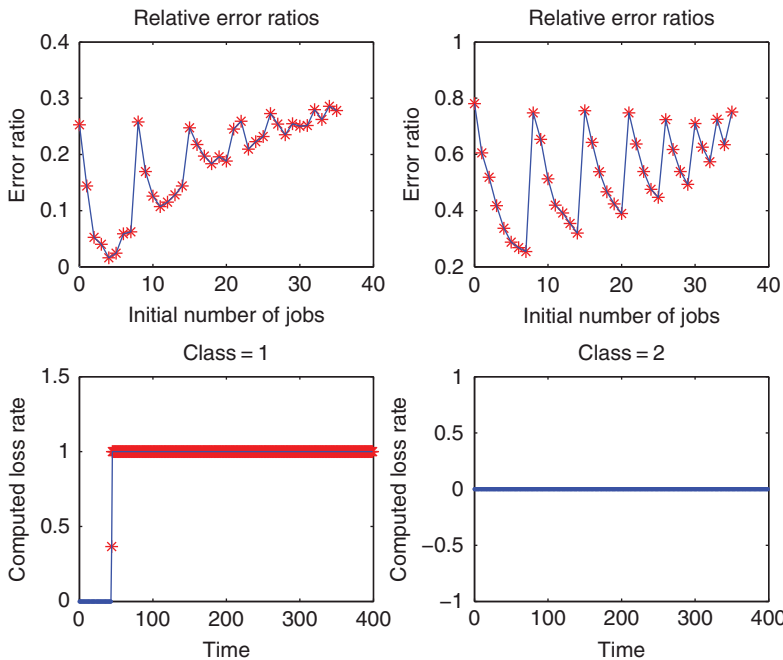 Relative error ratios
0.4
0.3
0.2
0.1
0
Error ratio
0 10 20 30 40
Initial number of jobs
Relative error ratios
1
0.8
0.6
0.4
0.2
Error ratio
0 10 20 30 40
Initial number of jobs
Class = 1
1.5
1
0.5
0
Computed loss rate
0 100 200 300 400
Time
Class = 2
1
0.5
0
−0.5
−1
Computed loss rate
0 100 200 300 400
Time